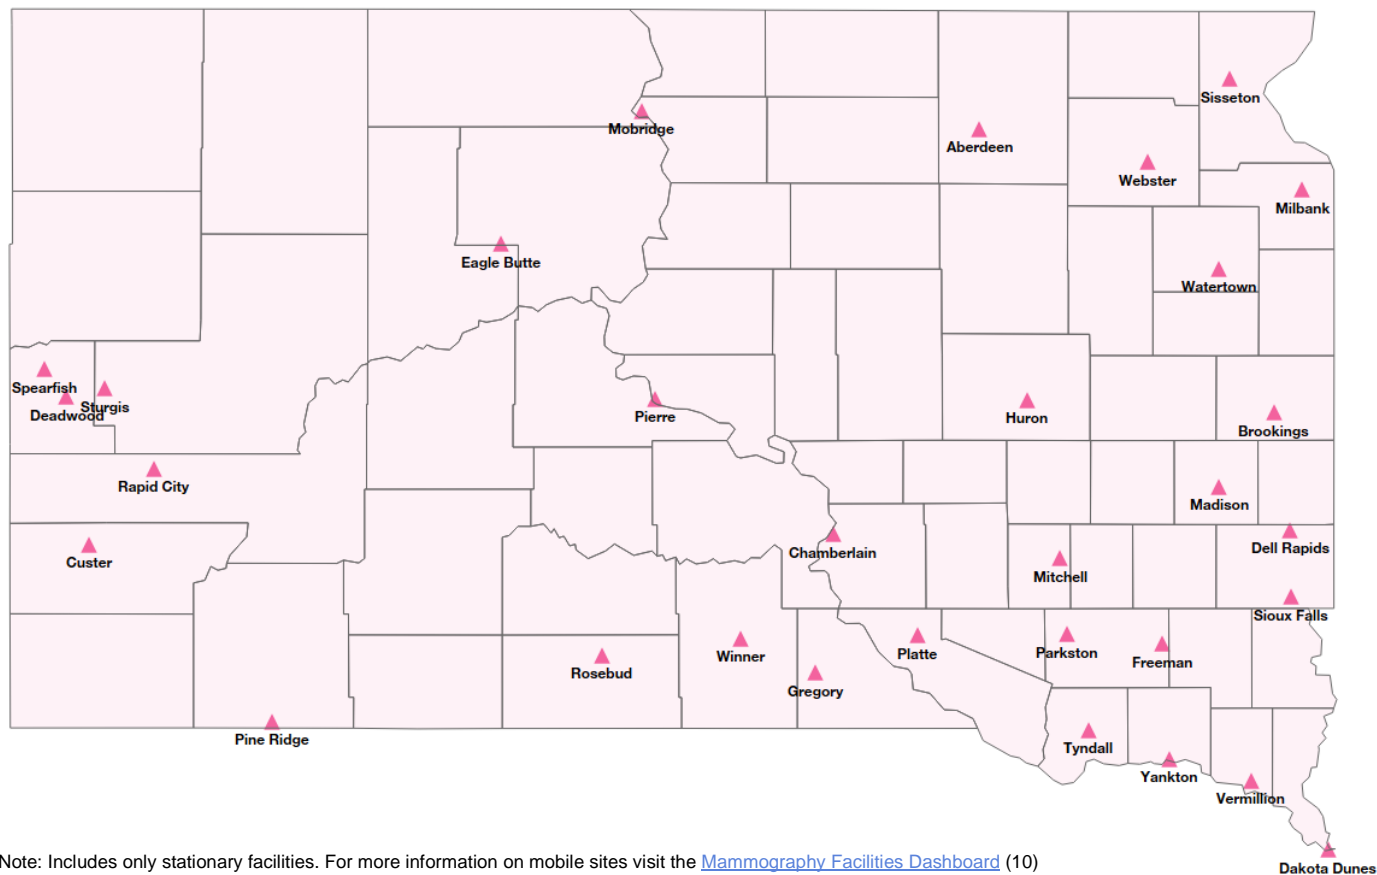 Sisseton
Mobridge
Aberdeen
Webster
Milbank
Eagle Butte
Watertown
Spearfish
Sturgis
Deadwood
Pierre
Huron
Brookings
Rapid City
Madison
Custer
Chamberlain
Dell Rapids
Mitchell
Sioux Falls
Rosebud
Winner
Platte
Parkston
Freeman
Gregory
Pine Ridge
Tyndall
Yankton
Vermillion
Note: Includes only stationary facilities. For more information on mobile sites visit the Mammography Facilities Dashboard (10)
Dakota Dunes